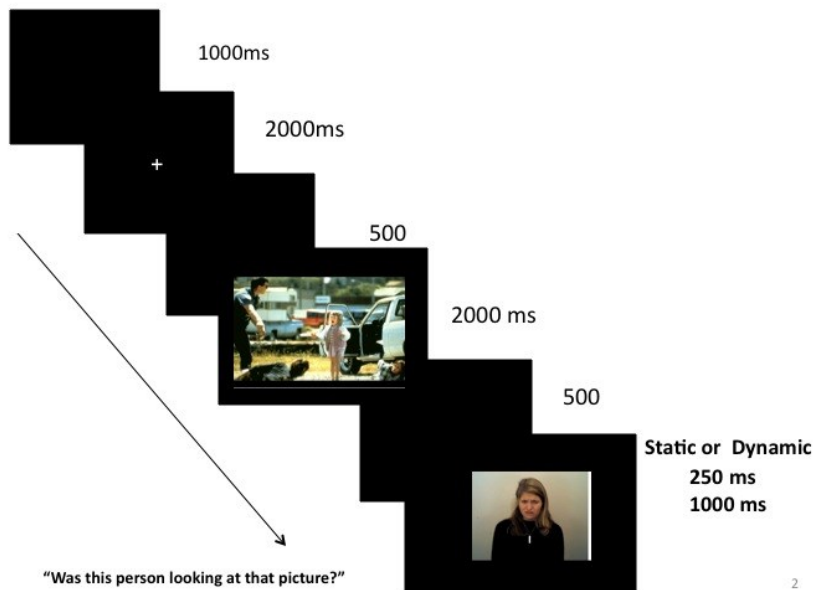 1000ms
2000ms
+
500
2000 ms
500
Static or Dynamic
250 ms
1000 ms
“Was this person looking at that picture?”
2